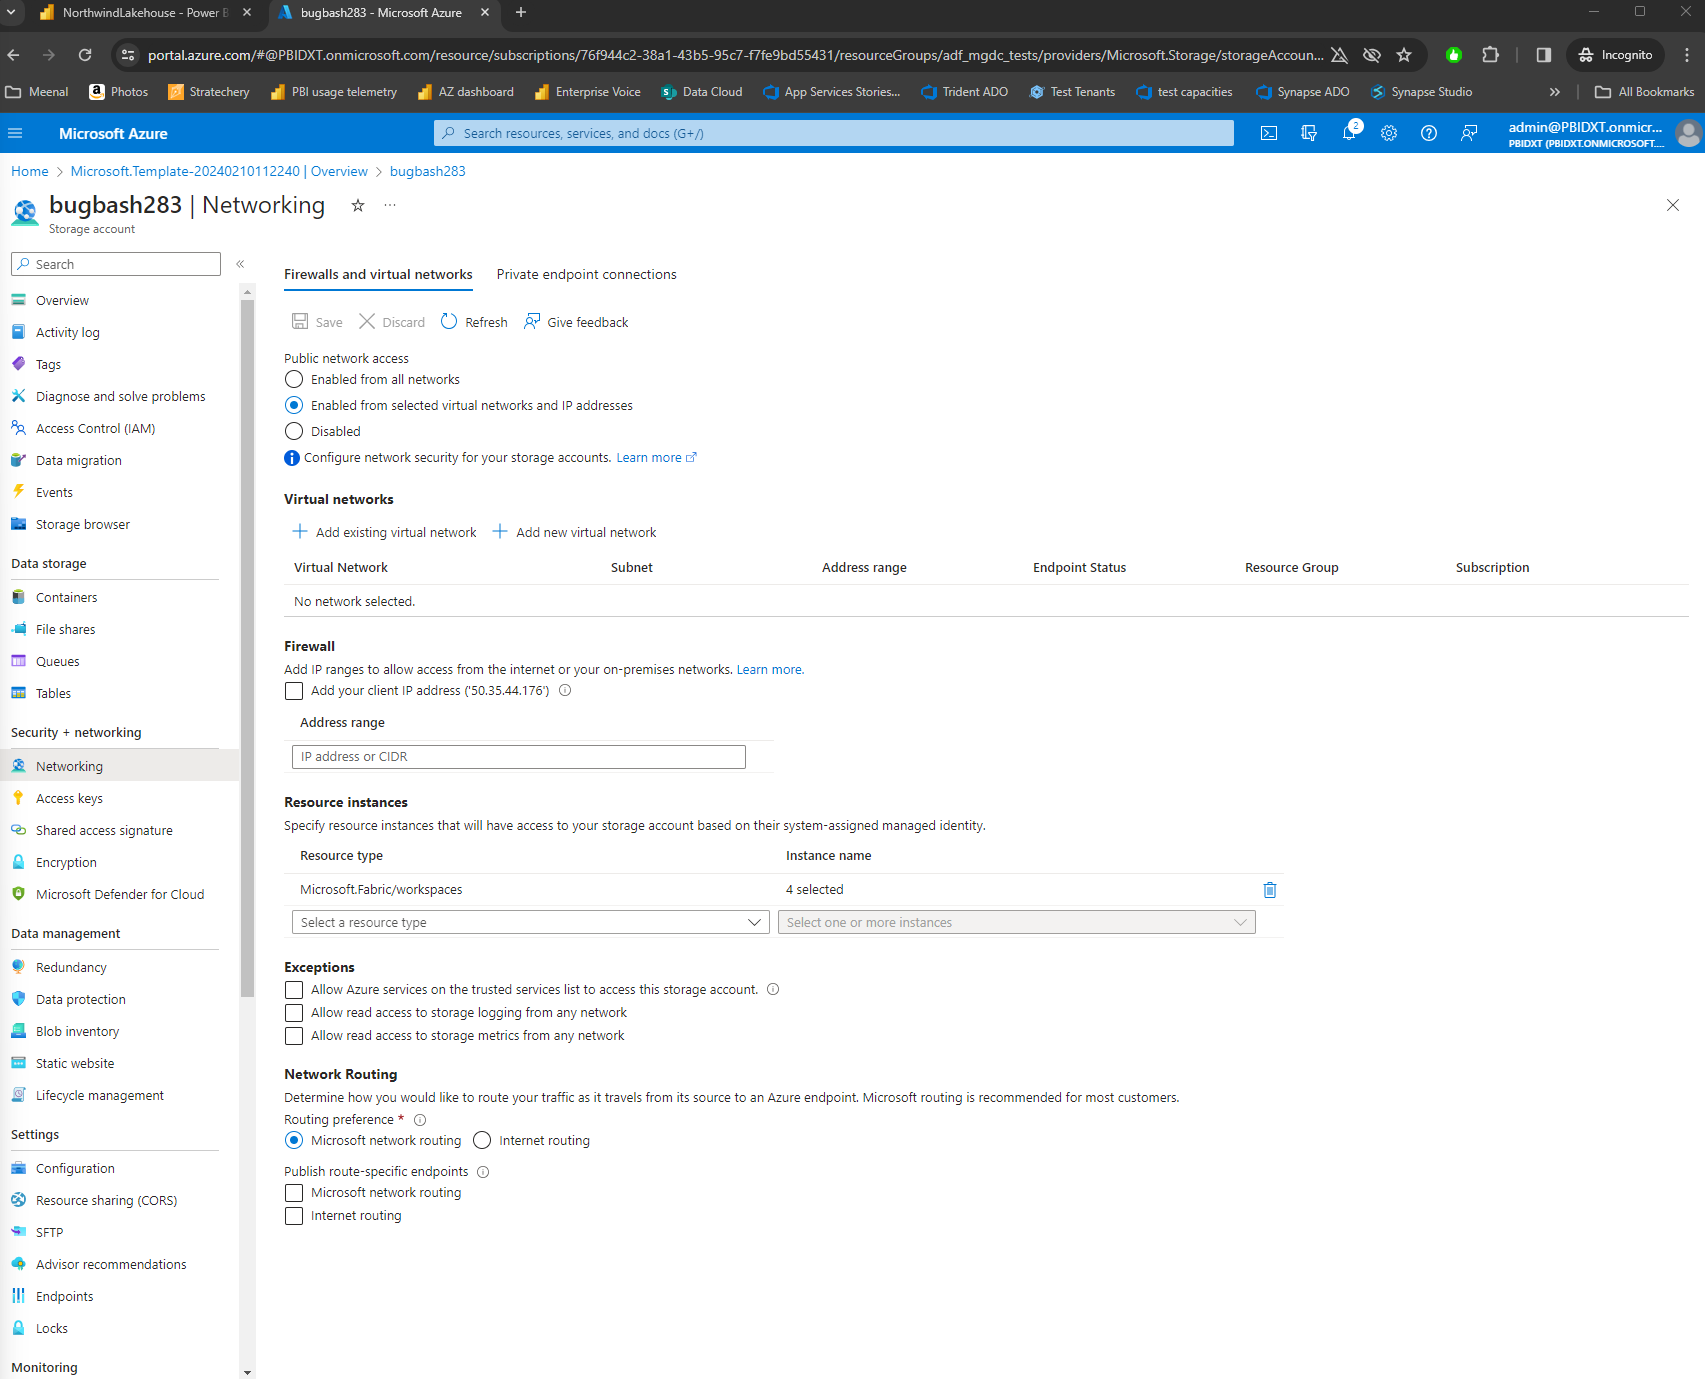 NorthwindLakehouse - Power B
bugbash283 - Microsoft Azure
portal.azure.com/#@PBIDXT.onmicrosoft.com/resource/subscriptions/76f944c2-38a1-43b5-95c7-f7fe9bd55431/resourceGroups/adf_mgdc_tests/providers/Microsoft.Storage/storageAccoun...
Incognito
Meenal
Photos
Stratechery
PBI usage telemetry
AZ dashboard
Enterprise Voice
Data Cloud
App Services Stories...
Trident ADO
Test Tenants
test capacities
Synapse ADO
Synapse Studio
All Bookmarks
Microsoft Azure
Search resources, services, and docs (G+/)
2
admin@PBIDXT.onmicr...
PBIDXT (PBIDXT.ONMICROSOFT....
Home > Microsoft.Template-20240210112240 | Overview > bugbash283
bugbash283 | Networking
Storage account
Search
Overview
Activity log
Tags
Diagnose and solve problems
Access Control (IAM)
Data migration
Events
Storage browser
Data storage
Containers
File shares
Queues
Tables
Security + networking
Networking
Access keys
Shared access signature
Encryption
Microsoft Defender for Cloud
Data management
Redundancy
Data protection
Blob inventory
Static website
Lifecycle management
Settings
Configuration
Resource sharing (CORS)
SFTP
Advisor recommendations
Endpoints
Locks
Monitoring
Firewalls and virtual networks
Private endpoint connections
Save
Discard
Refresh
Give feedback
Public network access
Enabled from all networks
Enabled from selected virtual networks and IP addresses
Disabled
Configure network security for your storage accounts. Learn more
Virtual networks
Add existing virtual network
Add new virtual network
Virtual Network Subnet Address range Endpoint Status Resource Group Subscription
No network selected.
Firewall
Add IP ranges to allow access from the internet or your on-premises networks. Learn more.
Add your client IP address ('50.35.44.176')
Address range
IP address or CIDR
Resource instances
Specify resource instances that will have access to your storage account based on their system-assigned managed identity.
Resource type Instance name
Microsoft.Fabric/workspaces 4 selected
Select a resource type Select one or more instances
Exceptions
Allow Azure services on the trusted services list to access this storage account.
Allow read access to storage logging from any network
Allow read access to storage metrics from any network
Network Routing
Determine how you would like to route your traffic as it travels from its source to an Azure endpoint. Microsoft routing is recommended for most customers.
Routing preference *
Microsoft network routing Internet routing
Publish route-specific endpoints
Microsoft network routing
Internet routing